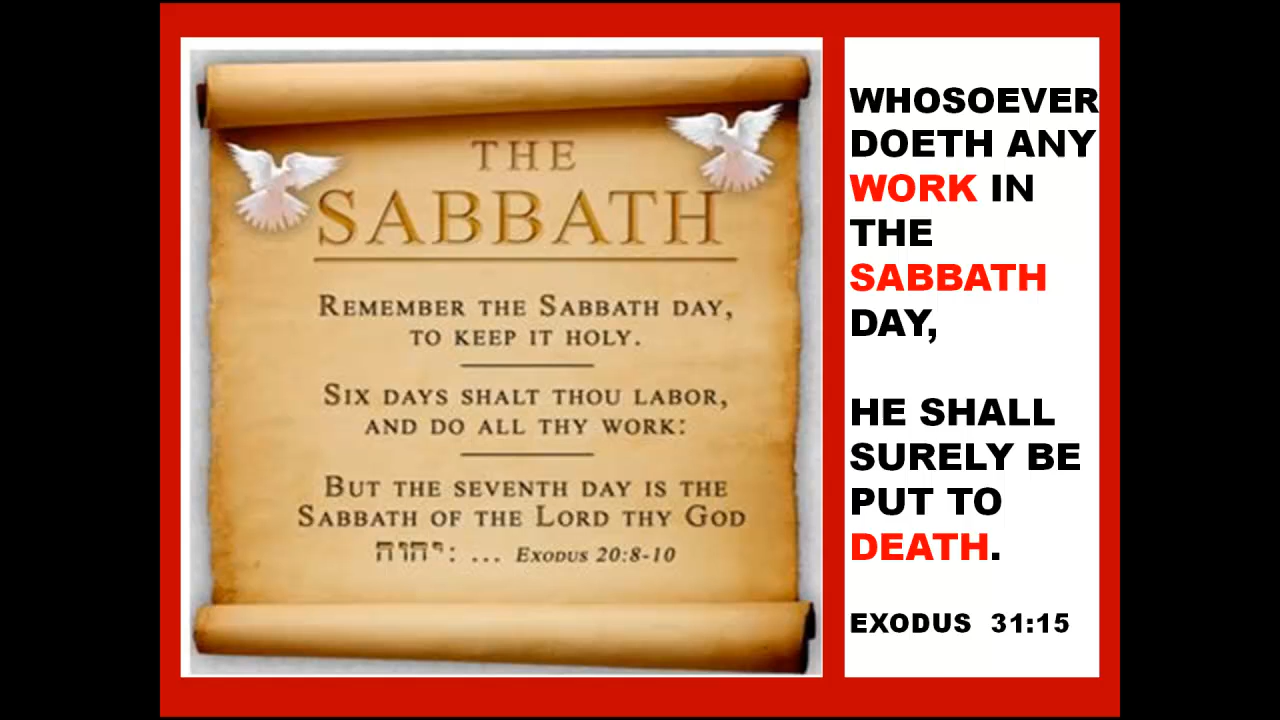 THE
SABBATH
REMEMBER THE SABBATH DAY,
TO KEEP IT HOLY.
SIX DAYS SHALT THOU LABOR,
AND DO ALL THY WORK:
BUT THE SEVENTH DAY IS THE
SABBATH OF THE LORD THY GOD
יהוה: ... EXODUS 20:8-10
WHOSOEVER
DOETH ANY
WORK IN
THE
SABBATH
DAY,
HE SHALL
SURELY BE
PUT TO
DEATH.
EXODUS 31:15